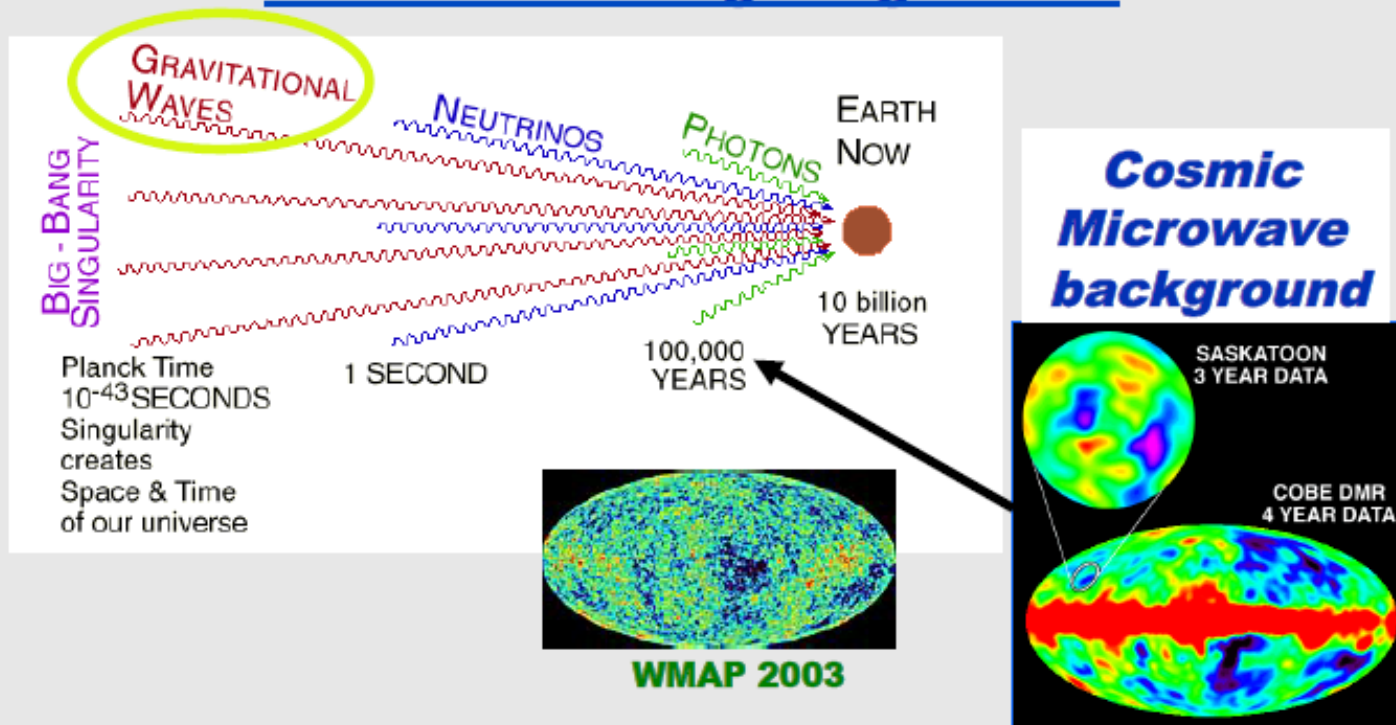 GRAVITATIONAL
WAVES
NEUTRINOS
PHOTONS
EARTH
NOW
BIG - BANG
SINGULARITY
Planck Time
10-43 SECONDS
Singularity
creates
Space & Time
of our universe
1 SECOND
100,000
YEARS
10 billion
YEARS
Cosmic
Microwave
background
SASKATOON
3 YEAR DATA
COBE DMR
4 YEAR DATA
WMAP 2003